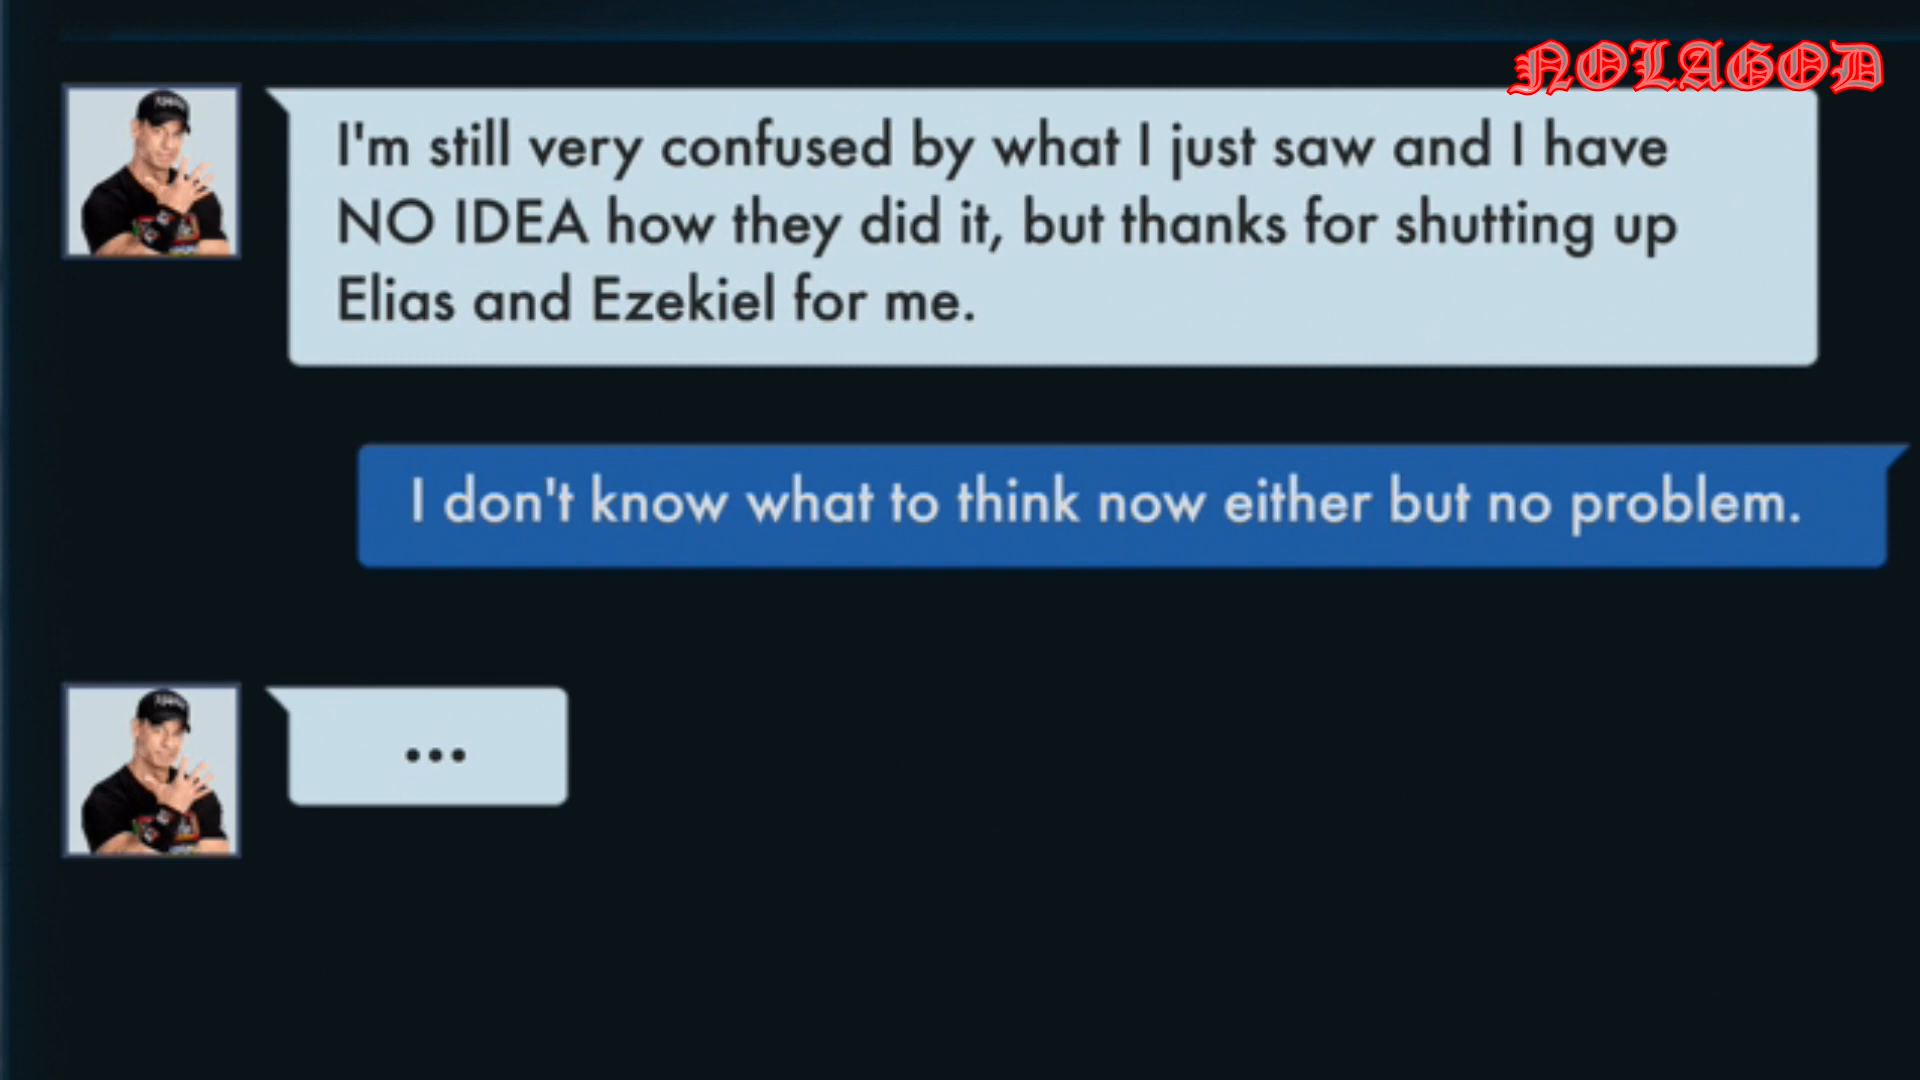 NOLAGOD
I'm still very confused by what I just saw and I have
NO IDEA how they did it, but thanks for shutting up
Elias and Ezekiel for me.
I don't know what to think now either but no problem.
...